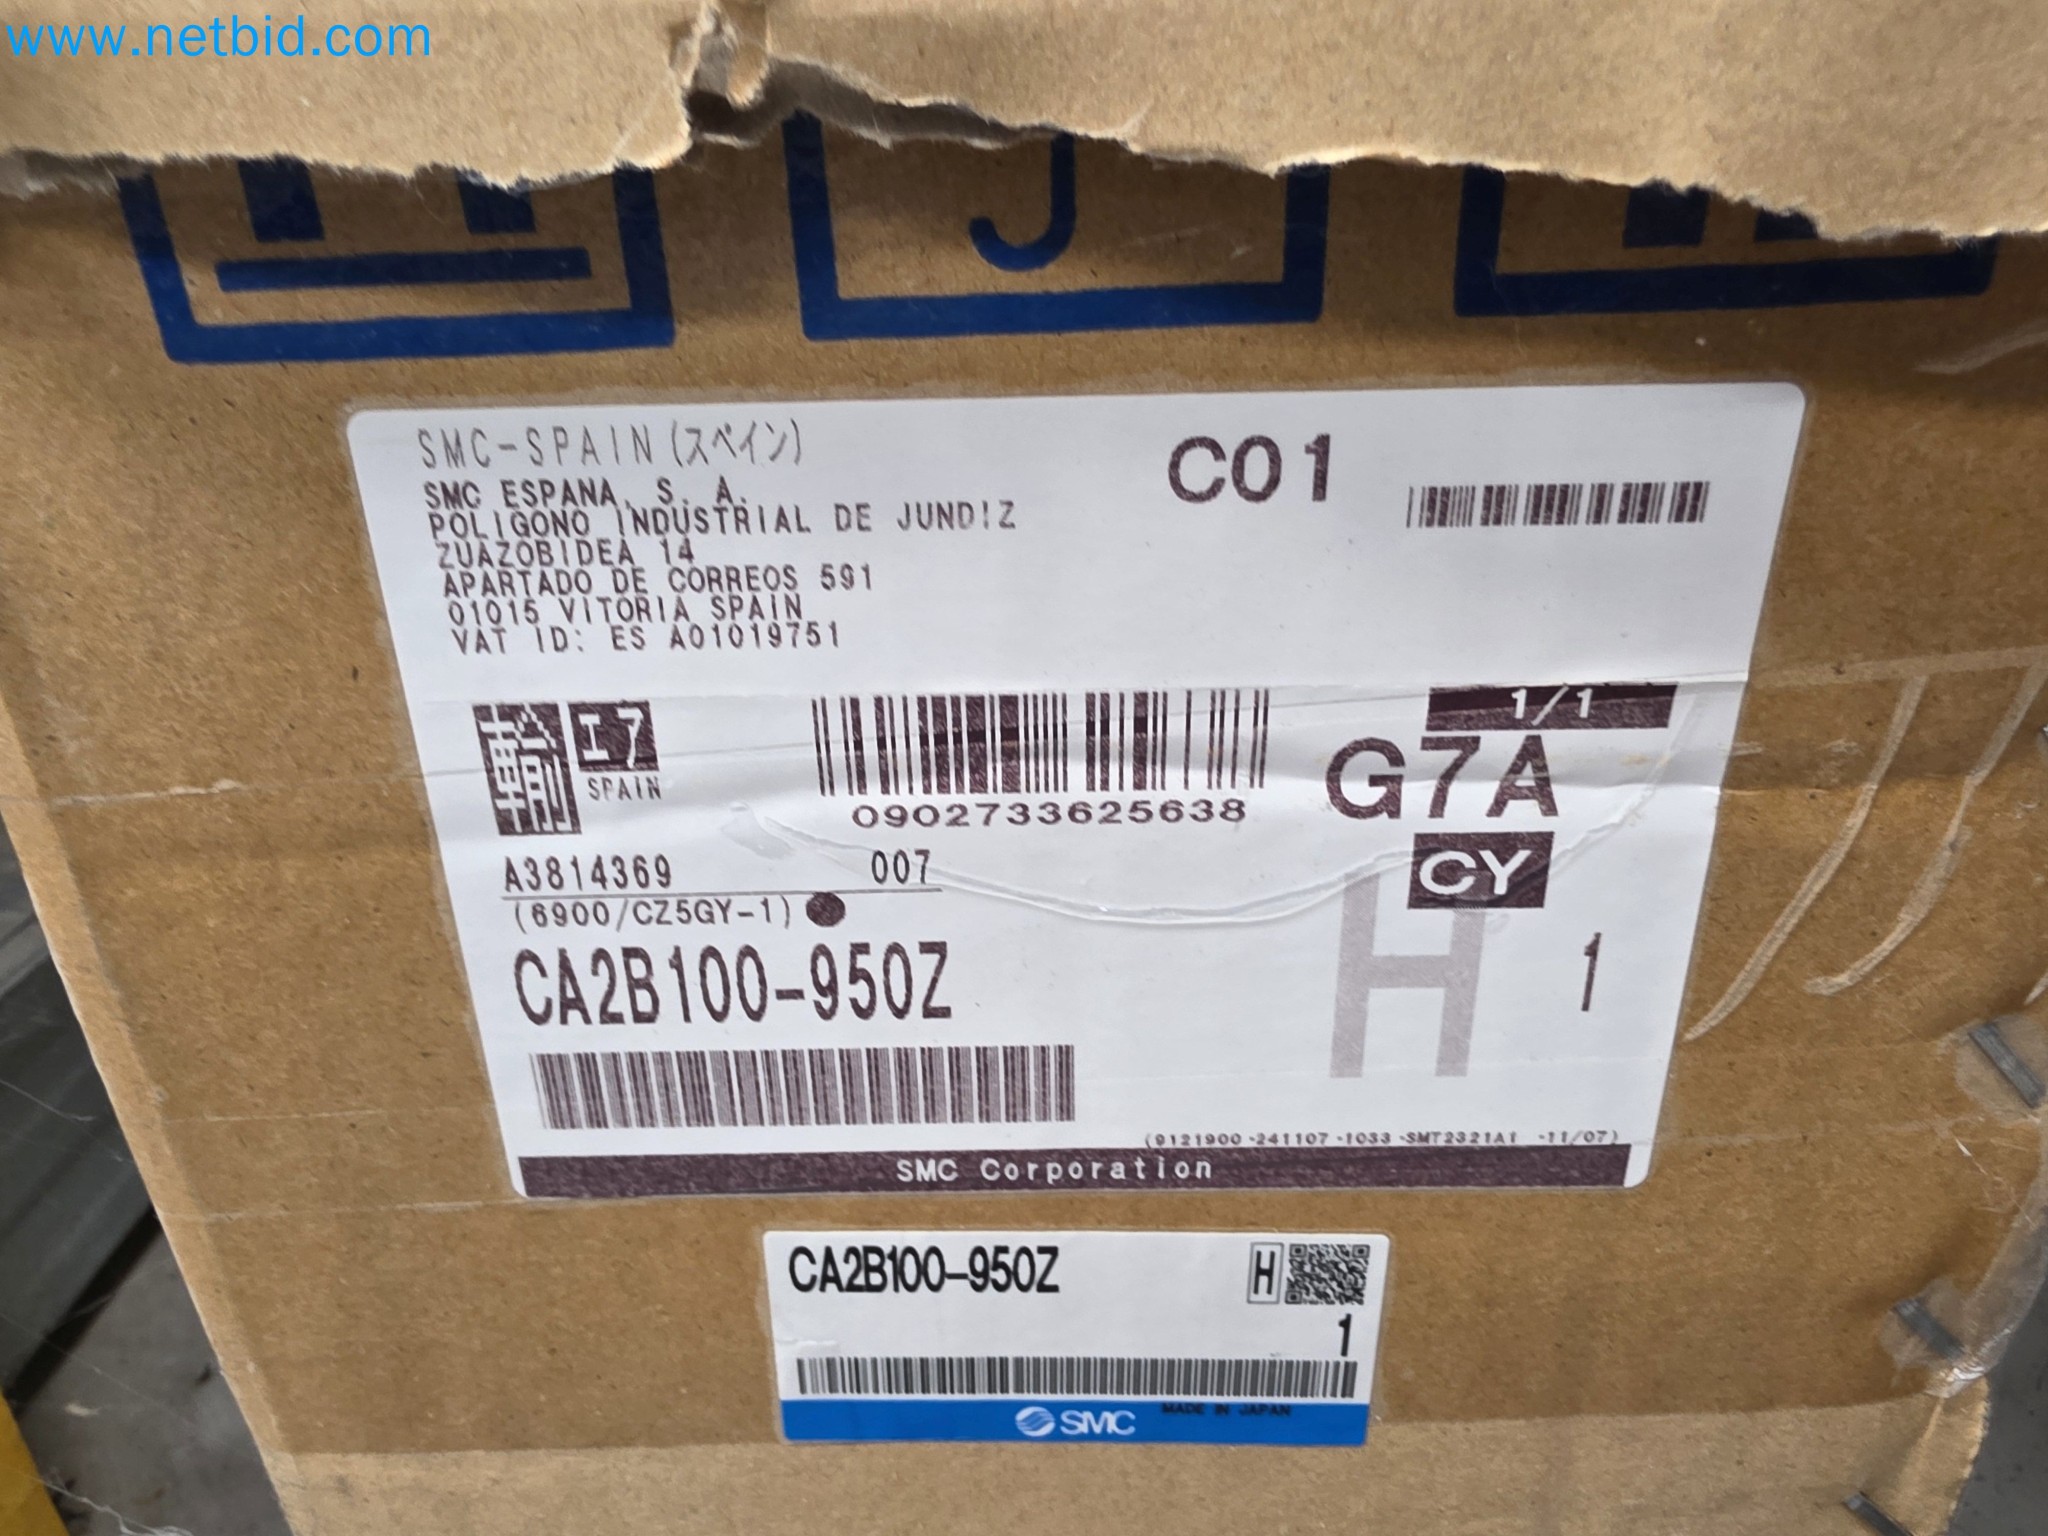 www.netbid.com
J
SMC-SPAIN(スペイン)
SMC ESPANA, S. A.
POLIGONO INDUSTRIAL DE JUNDIZ
ZUAZOBIDEA 14
APARTADO DE CORREOS 591
01015 VITORIA SPAIN
VAT ID: ES A01019751
C01
I7
SPAIN
0902733625638
1/1
G7A
CY
A3814369 007
(6900/CZ5GY-1)
CA2B100-950Z
H 1
(9121900-241107-1033-SMT2321A1 -11/07)
SMC Corporation
CA2B100-950Z
H
1
SMC MADE IN JAPAN